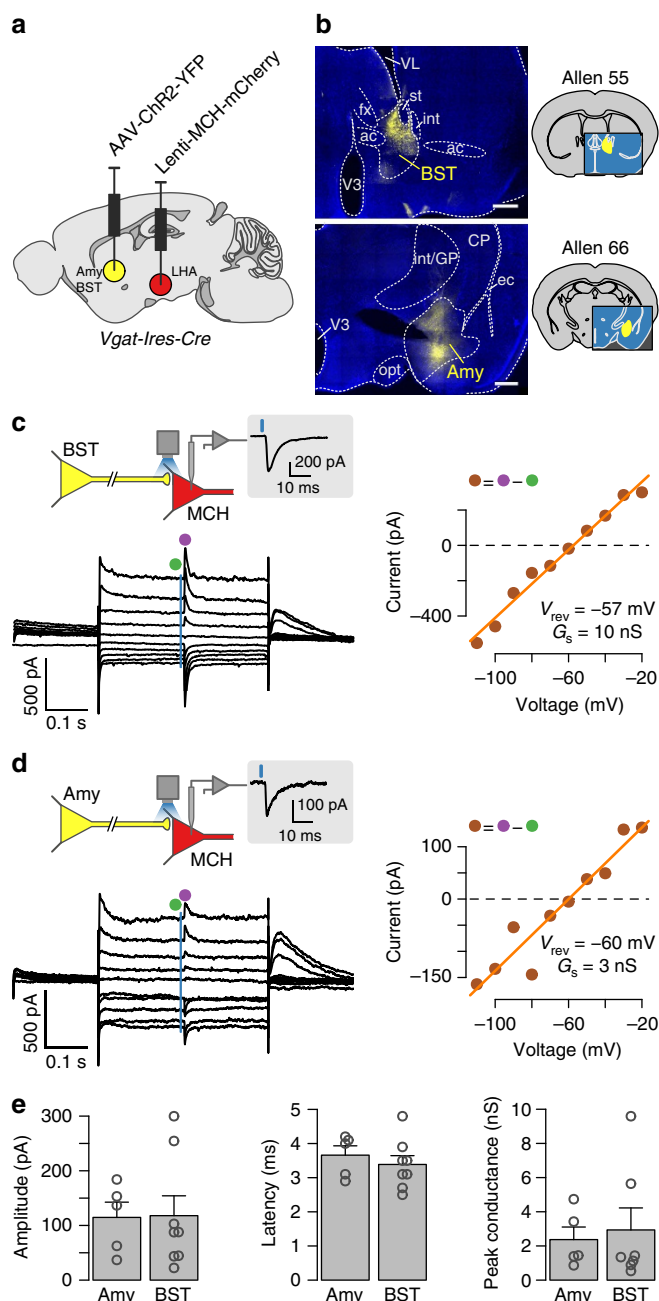 a
AAV-ChR2-YFP
Lenti-MCH-mCherry
Amy
BST
LHA
Vgat-Ires-Cre
b
VL
st
fx
int
ac
ac
BST
V3
Allen 55
CP
int/GP
ec
V3
Amy
opt
Allen 66
c
BST
MCH
200 pA
10 ms
500 pA
0.1 s
= –
Current (pA)
0
−400
Vrev = −57 mV
Gs = 10 nS
−100 −60 −20
Voltage (mV)
d
Amy
MCH
100 pA
10 ms
500 pA
0.1 s
= –
Current (pA)
100
0
−150
Vrev = −60 mV
Gs = 3 nS
−100 −60 −20
Voltage (mV)
e
Amplitude (pA)
300
200
100
0
Amy BST
Latency (ms)
5
4
3
2
1
0
Amy BST
Peak conductance (nS)
10
8
6
4
2
0
Amy BST